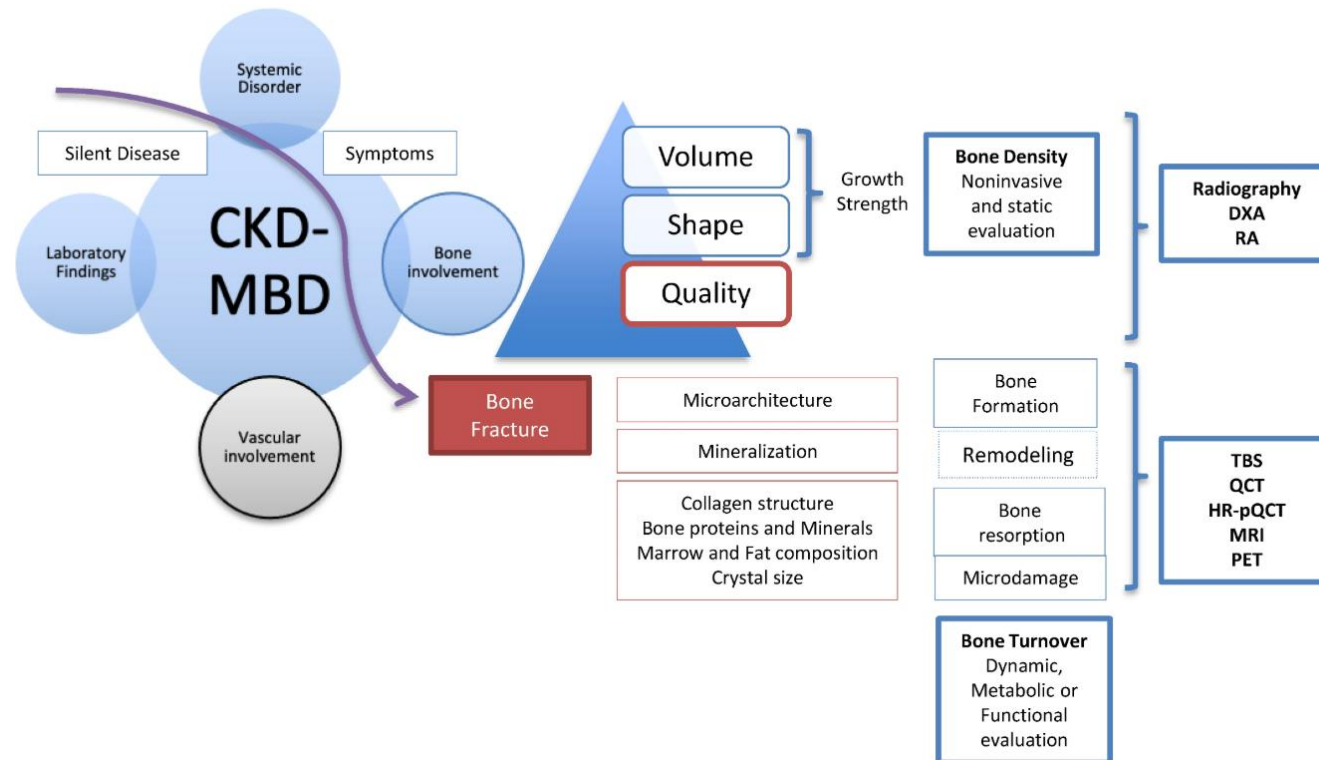 Systemic
Disorder
Silent Disease
Symptoms
Laboratory
Findings
CKD-
MBD
Bone
involvement
Vascular
involvement
Bone
Fracture
Volume
Shape
Quality
Growth
Strength
Bone Density
Noninvasive
and static
evaluation
Radiography
DXA
RA
Microarchitecture
Mineralization
Collagen structure
Bone proteins and Minerals
Marrow and Fat composition
Crystal size
Bone
Formation
Remodeling
Bone
resorption
Microdamage
TBS
QCT
HR-pQCT
MRI
PET
Bone Turnover
Dynamic,
Metabolic or
Functional
evaluation